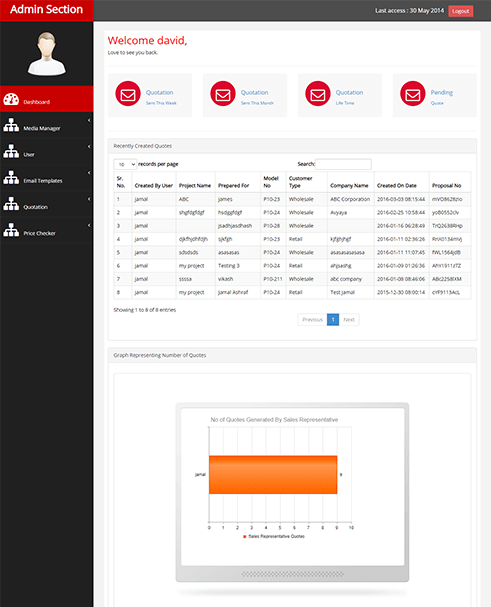 Admin Section
Last access : 30 May 2014 Logout
Dashboard
Media Manager
User
Email Templates
Quotation
Price Checker
Welcome david,
Love to see you back.
Quotation
Sent This Week
Quotation
Sent This Month
Quotation
Life Time
Pending
Quote
Recently Created Quotes
10 records per page Search:
Sr. No. Created By User Project Name Prepared For Model No Customer Type Company Name Created On Date Proposal No
1 jamal ABC james P10-23 Wholesale ABC Corporation 2016-03-03 08:15:44
2 jamal shgfdgfdgf hsdggfdgf P10-24 Wholesale Avyaya 2016-02-25 10:58:44
3 jamal jsadhjasdhash P10-28 Wholesale 2016-01-16 06:28:49
4 jamal djkfhjdhfdjh sjkfgh P10-23 Retail kjfghjhgf 2016-01-11 02:36:26
5 jamal sdsdsds asasasas P10-24 Wholesale asasasasasasa 2016-01-11 11:07:45
6 jamal my project Testing 3 P10-24 Retail ahjsashg 2016-01-09 01:26:36
7 jamal ssssa vikash P10-211 Wholesale abc company 2016-01-08 08:46:06
8 jamal my project Jamal Ashraf P10-24 Retail Test Jamal 2015-12-30 08:00:14 cYP9113AcL
Showing 1 to 8 of 8 entries
Previous 1 Next
Graph Representing Number of Quotes
No of Quotes Generated By Sales Representative
jamal 9
0 1 2 3 4 5 6 7 8 9 10
Sales Representative Quotes